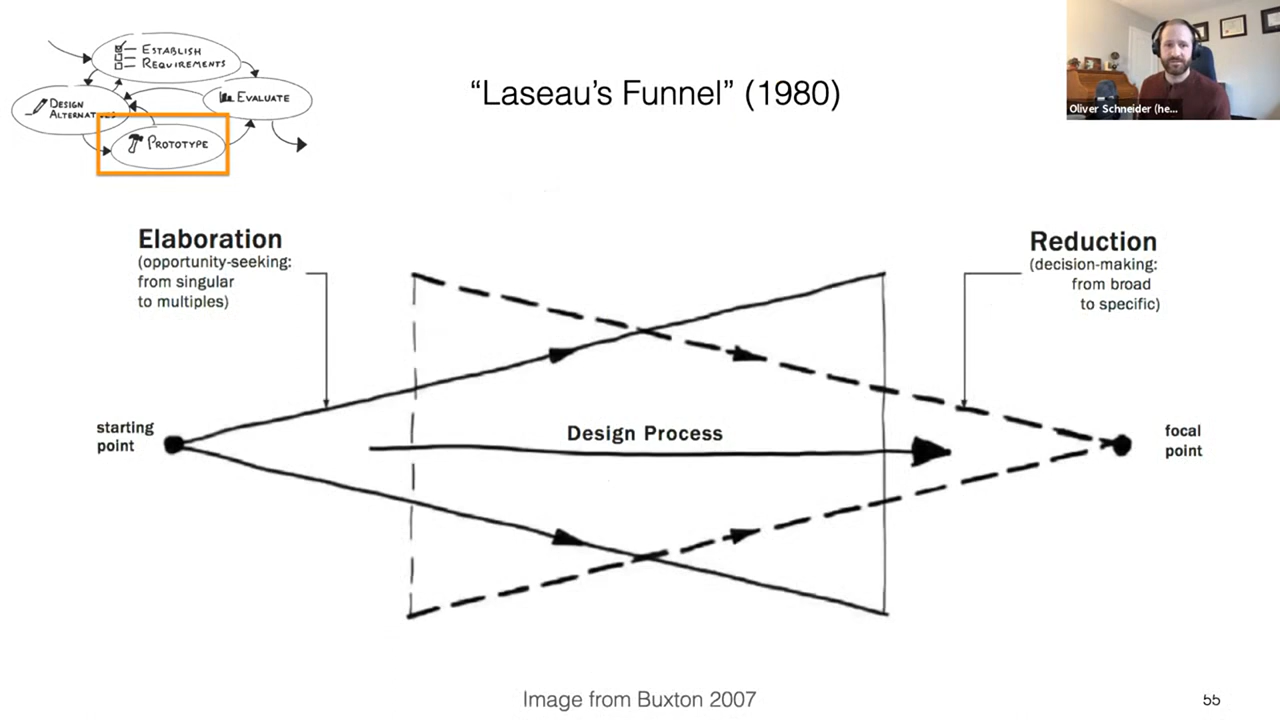 ESTABLISH
REQUIREMENTS
DESIGN
EVALUATE
PROTOTYPE
“Laseau’s Funnel” (1980)
Oliver Schneider (he...
Elaboration
(opportunity-seeking:
from singular
to multiples)
Reduction
(decision-making:
from broad
to specific)
starting
point
Design Process
focal
point
Image from Buxton 2007
55